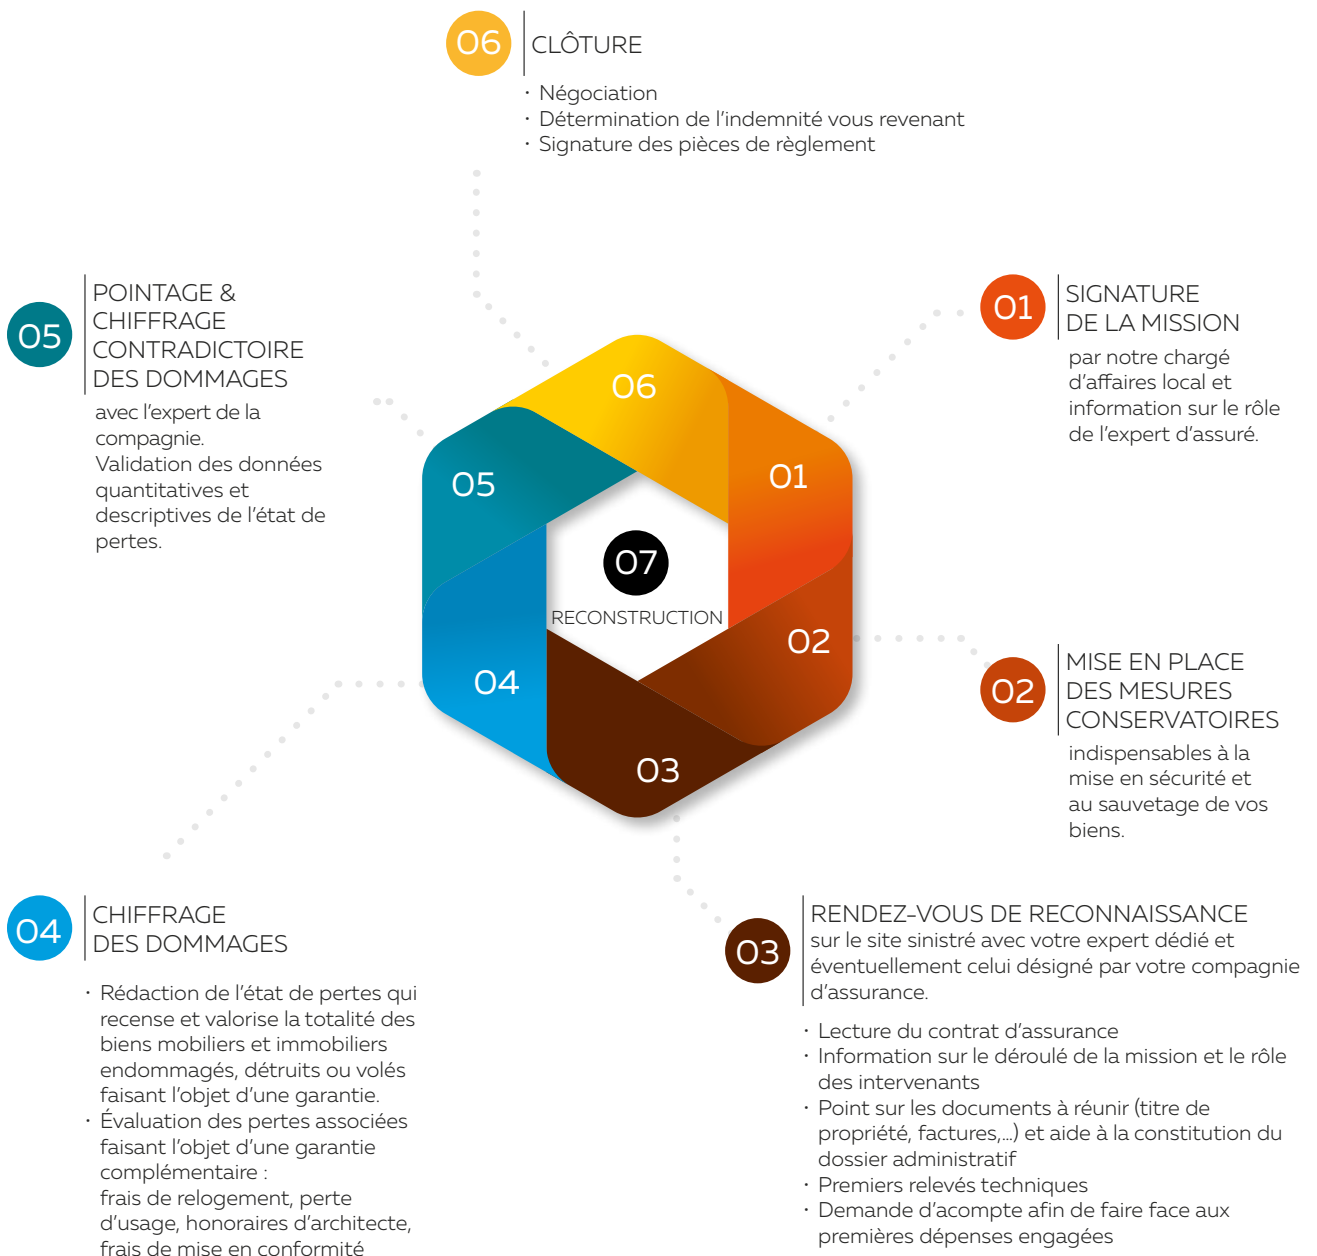 06
CLÔTURE
· Négociation
· Détermination de l'indemnité vous revenant
· Signature des pièces de règlement
01
SIGNATURE
DE LA MISSION
par notre chargé
d'affaires local et
information sur le rôle
de l'expert d'assuré.
02
MISE EN PLACE
DES MESURES
CONSERVATOIRES
indispensables à la
mise en sécurité et
au sauvetage de vos
biens.
03
RENDEZ-VOUS DE RECONNAISSANCE
sur le site sinistré avec votre expert dédié et
éventuellement celui désigné par votre compagnie
d'assurance.
· Lecture du contrat d'assurance
· Information sur le déroulé de la mission et le rôle
des intervenants
· Point sur les documents à réunir (titre de
propriété, factures,...) et aide à la constitution du
dossier administratif
· Premiers relevés techniques
· Demande d'acompte afin de faire face aux
premières dépenses engagées
04
CHIFFRAGE
DES DOMMAGES
· Rédaction de l'état de pertes qui
recense et valorise la totalité des
biens mobiliers et immobiliers
endommagés, détruits ou volés
faisant l'objet d'une garantie.
· Évaluation des pertes associées
faisant l'objet d'une garantie
complémentaire :
frais de relogement, perte
d'usage, honoraires d'architecte,
frais de mise en conformité
05
POINTAGE &
CHIFFRAGE
CONTRADICTOIRE
DES DOMMAGES
avec l'expert de la
compagnie.
Validation des données
quantitatives et
descriptives de l'état de
pertes.
06
01
02
03
04
05
07
RECONSTRUCTION